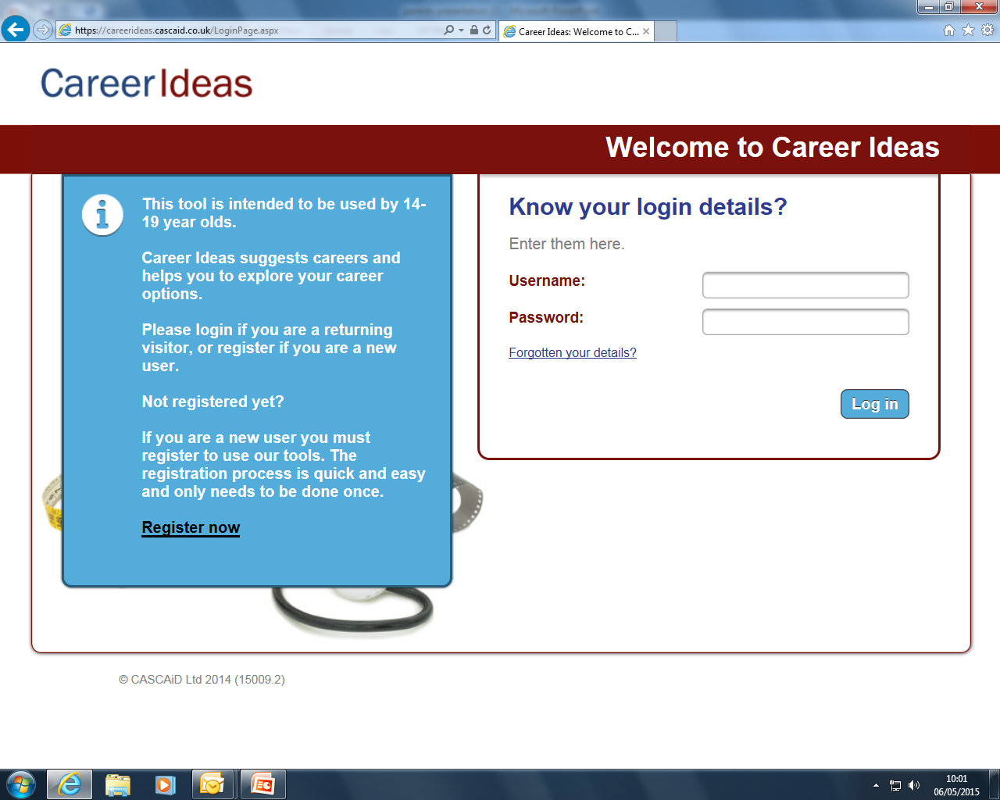 https://careerideas.cascaid.co.uk/LoginPage.aspx
Career Ideas: Welcome to C...
Career Ideas
Welcome to Career Ideas
This tool is intended to be used by 14-
19 year olds.
Career Ideas suggests careers and
helps you to explore your career
options.
Please login if you are a returning
visitor, or register if you are a new
user.
Not registered yet?
If you are a new user you must
register to use our tools. The
registration process is quick and easy
and only needs to be done once.
Register now
Know your login details?
Enter them here.
Username:
Password:
Forgotten your details?
Log in
© CASCAiD Ltd 2014 (15009.2)
10:01
06/05/2015